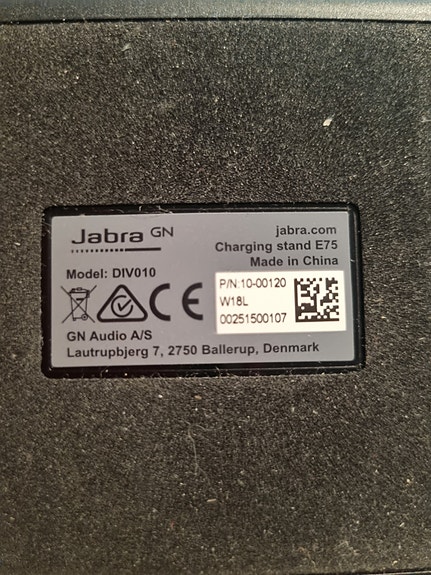 Jabra GN
jabra.com
Charging stand E75
Made in China
Model: DIV010
P/N:10-00120
W18L
00251500107
CE
GN Audio A/S
Lautrupbjerg 7, 2750 Ballerup, Denmark